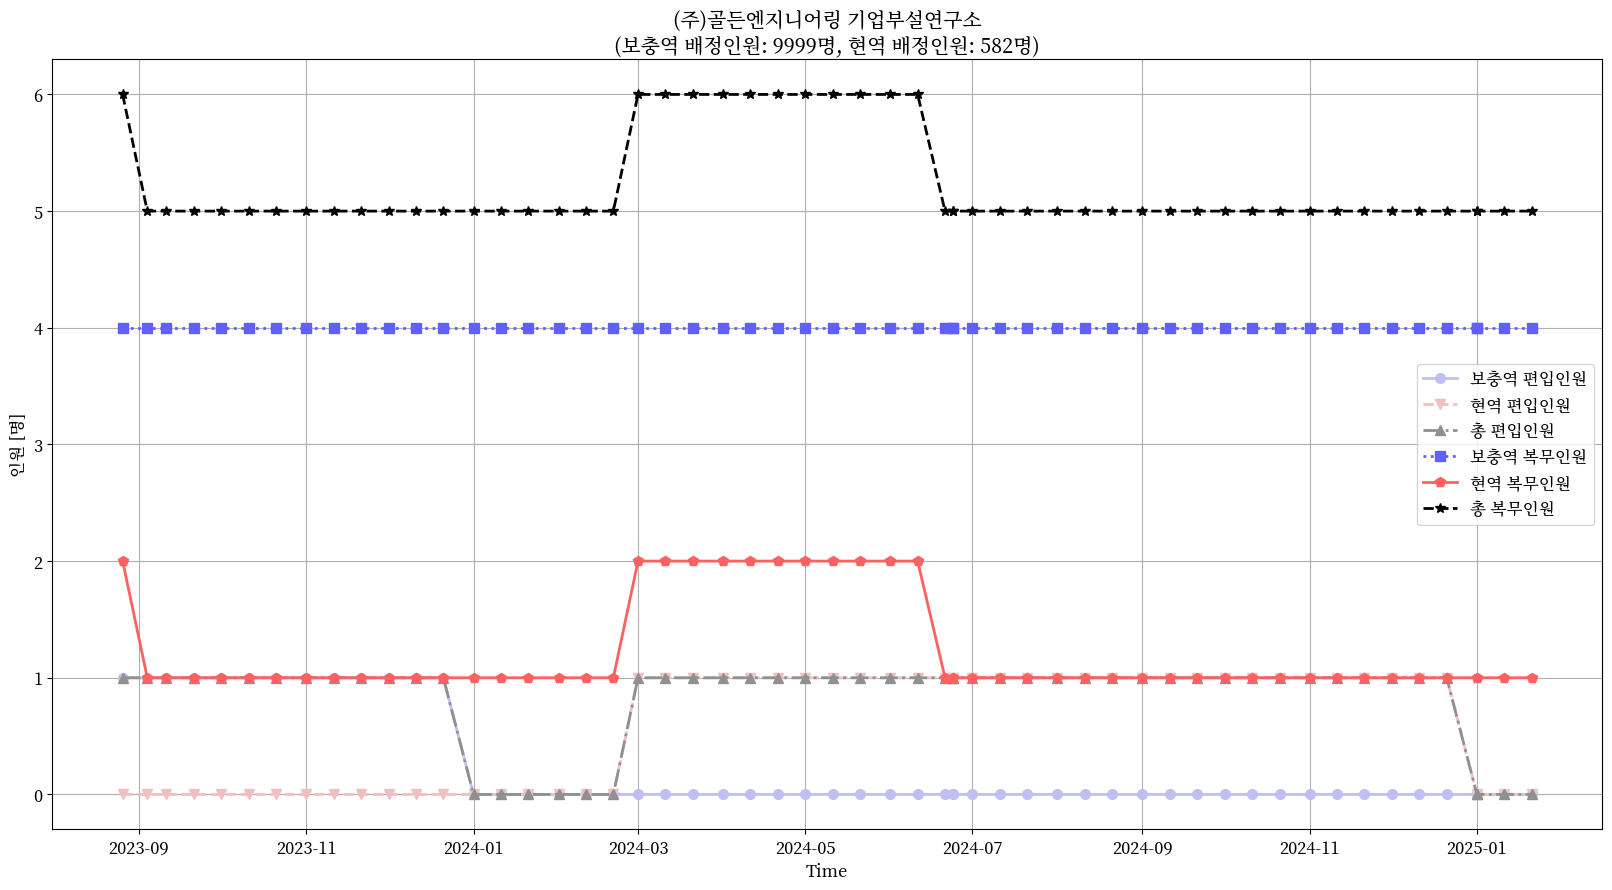 (주)골든엔지니어링 기업부설연구소
(보충역 배정인원: 9999명, 현역 배정인원: 582명)
인원 [명]
6
5
4
3
2
1
0
보충역 편입인원
현역 편입인원
총 편입인원
보충역 복무인원
현역 복무인원
총 복무인원
2023-09 2023-11 2024-01 2024-03 2024-05 2024-07 2024-09 2024-11 2025-01
Time